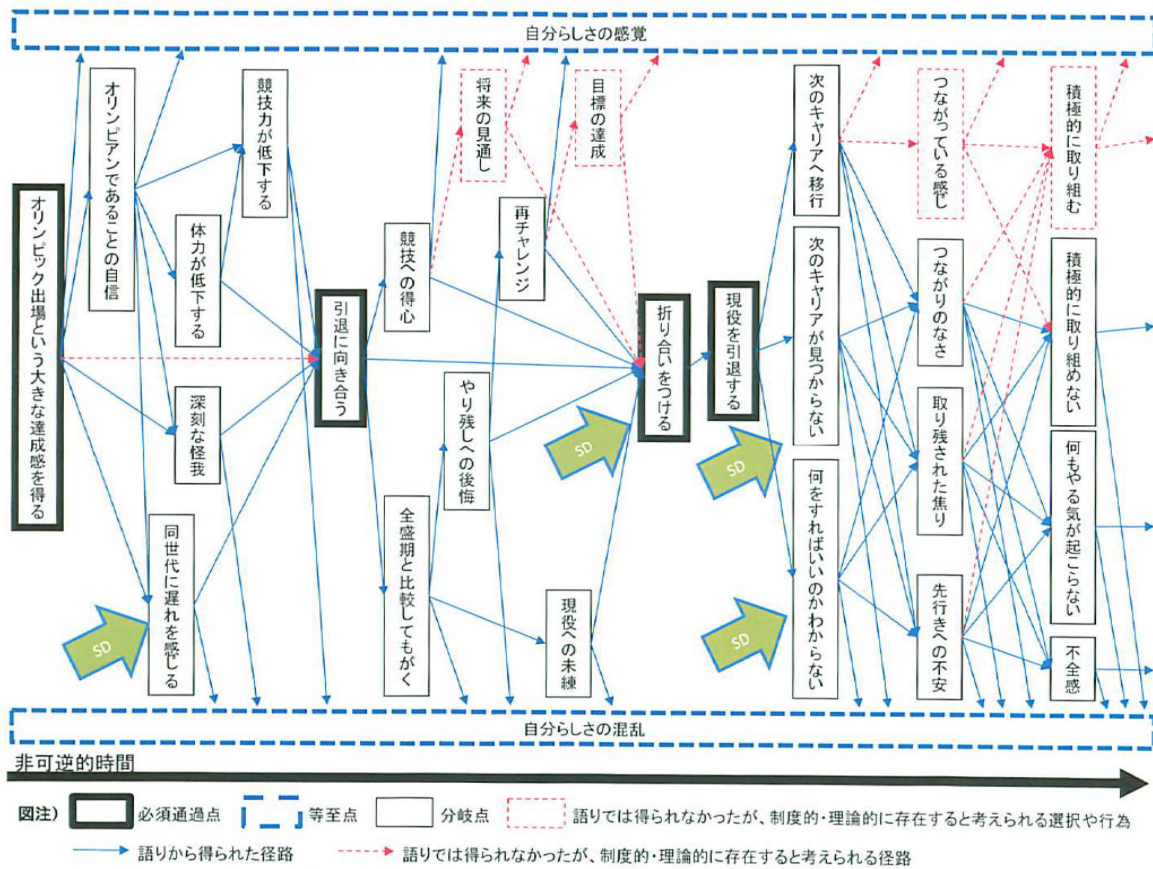 自分らしさの感覚
オリンピック出場という大きな達成感を得る
オリンピアンであることの自信
競技力が低下する
体力が低下する
深刻な怪我
同世代に遅れを感じる
SD
引退に向き合う
競技への得心
将来の見通し
全盛期と比較してもがく
やり残しへの後悔
再チャレンジ
目標の達成
現役への未練
SD
折り合いをつける
現役を引退する
SD
SD
次のキャリアへ移行
次のキャリアが見つからない
何をすればいいのかわからない
つながっている感じ
つながりのなさ
取り残された焦り
先行きへの不安
積極的に取り組む
積極的に取り組めない
何もやる気が起こらない
不全感
自分らしさの混乱
非可逆的時間
図注) 必須通過点 等至点 分岐点 語りでは得られなかったが、制度的・理論的に存在すると考えられる選択や行為
語りから得られた径路 語りでは得られなかったが、制度的・理論的に存在すると考えられる径路